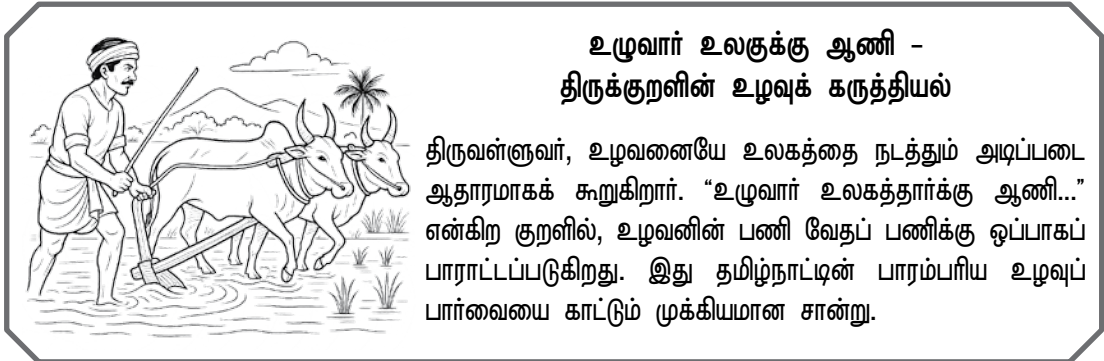 உழுவார் உலகுக்கு ஆணி –
திருக்குறளின் உழவுக் கருத்தியல்
திருவள்ளுவர், உழவனையே உலகத்தை நடத்தும் அடிப்படை
ஆதாரமாகக் கூறுகிறார். “உழுவார் உலகத்தார்க்கு ஆணி...”
என்கிற குறளில், உழவனின் பணி வேதப் பணிக்கு ஒப்பாகப்
பாராட்டப்படுகிறது. இது தமிழ்நாட்டின் பாரம்பரிய உழவுப்
பார்வையை காட்டும் முக்கியமான சான்று.